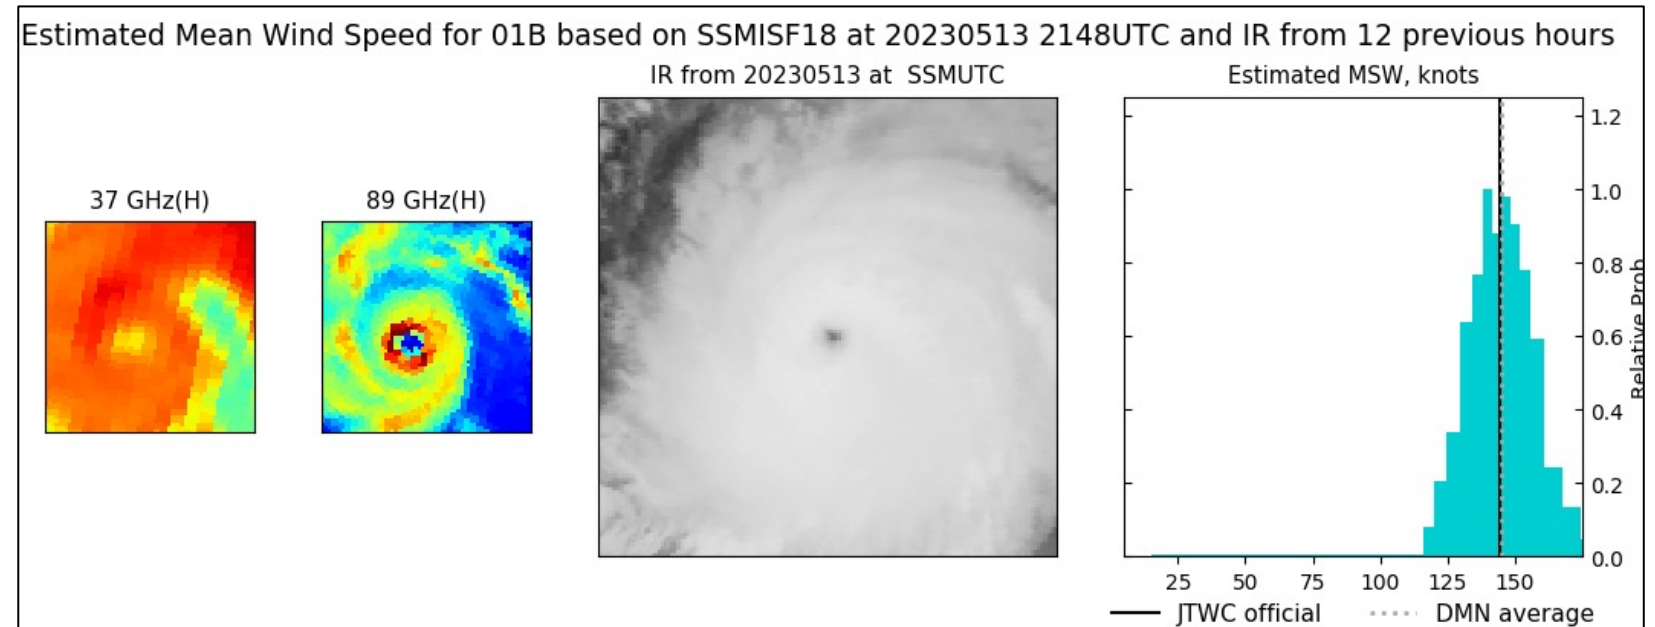 Estimated Mean Wind Speed for 01B based on SSMISF18 at 20230513 2148UTC and IR from 12 previous hours
IR from 20230513 at  SSMUTC
Estimated MSW, knots
37 GHz(H)
89 GHz(H)
1.2
1.0
0.8
0.6
0.4
0.2
0.0
Relative Prob
25 50 75 100 125 150
JTWC official
DMN average